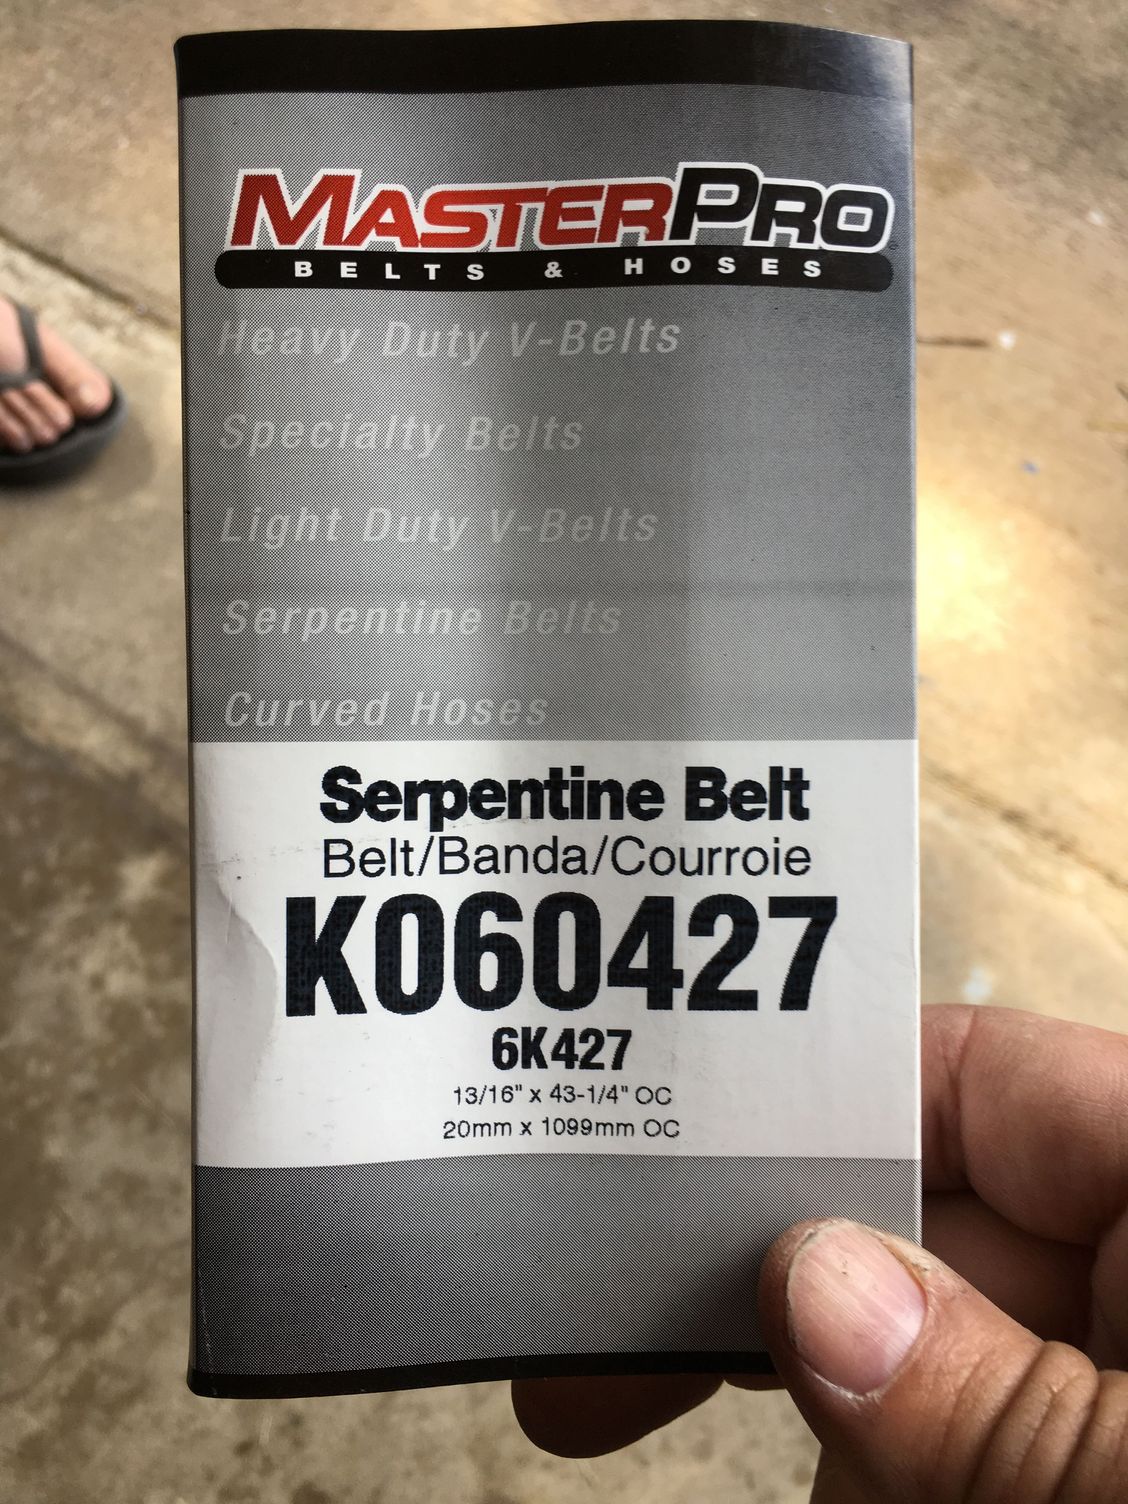 MASTERPRO
BELTS & HOSES
Heavy Duty V-Belts
Specialty Belts
Light Duty V-Belts
Serpentine Belts
Curved Hoses
Serpentine Belt
Belt/Banda/Courroie
K060427
6K427
13/16" x 43-1/4" OC
20mm x 1099mm OC